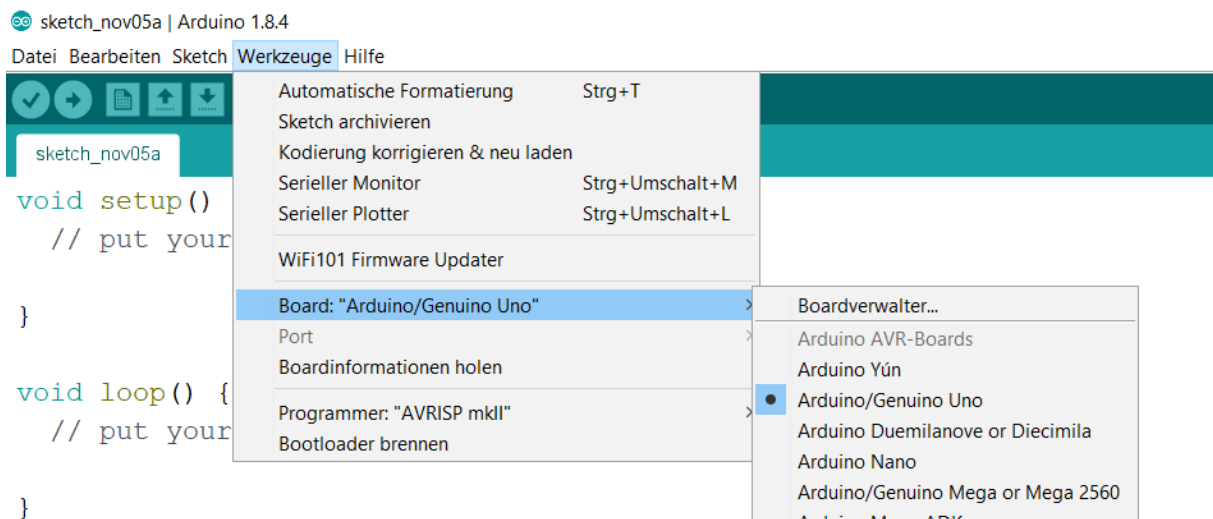 sketch_nov05a | Arduino 1.8.4
Datei Bearbeiten Sketch Werkzeuge Hilfe
Automatische Formatierung Strg+T
Sketch archivieren
Kodierung korrigieren & neu laden
Serieller Monitor Strg+Umschalt+M
Serieller Plotter Strg+Umschalt+L
WiFi101 Firmware Updater
Board: "Arduino/Genuino Uno"
Port
Boardinformationen holen
Programmer: "AVRISP mkII"
Bootloader brennen
Boardverwalter...
Arduino AVR-Boards
Arduino Yún
Arduino/Genuino Uno
Arduino Duemilanove or Diecimila
Arduino Nano
Arduino/Genuino Mega or Mega 2560
sketch_nov05a
void setup()
// put your
}
void loop() {
// put your
}